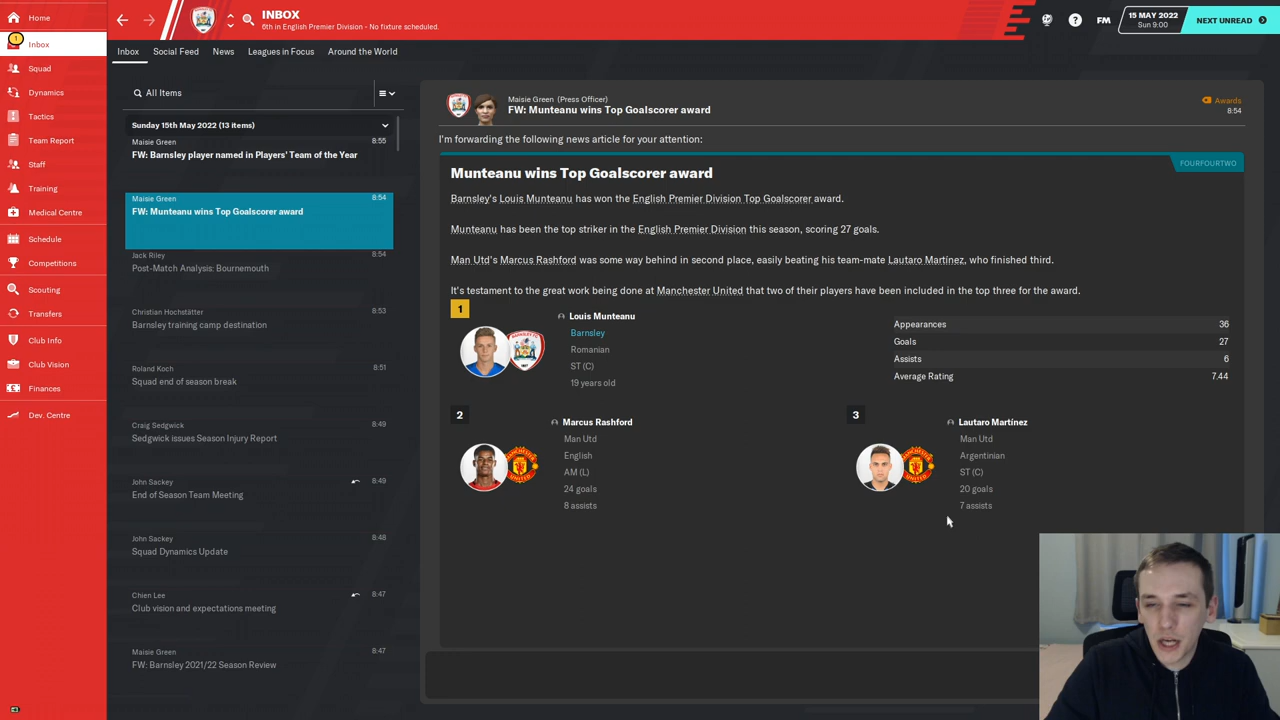 Home
Inbox
1
Squad
Dynamics
Tactics
Team Report
Staff
Training
Medical Centre
Schedule
Competitions
Scouting
Transfers
Club Info
Club Vision
Finances
Dev. Centre
INBOX
6th in English Premier Division - No fixture scheduled.
?
FM
15 MAY 2022
Sun 9:00
NEXT UNREAD
Inbox
Social Feed
News
Leagues in Focus
Around the World
All Items
Sunday 15th May 2022 (13 items)
Maisie Green 8:55
FW: Barnsley player named in Players' Team of the Year
Maisie Green 8:54
FW: Munteanu wins Top Goalscorer award
Jack Riley 8:54
Post-Match Analysis: Bournemouth
Christian Hochstätter 8:53
Barnsley training camp destination
Roland Koch 8:51
Squad end of season break
Craig Sedgwick 8:49
Sedgwick issues Season Injury Report
John Sackey 8:49
End of Season Team Meeting
John Sackey 8:48
Squad Dynamics Update
Chien Lee 8:47
Club vision and expectations meeting
Maisie Green 8:47
FW: Barnsley 2021/22 Season Review
Maisie Green (Press Officer)
FW: Munteanu wins Top Goalscorer award
Awards
8:54
I'm forwarding the following news article for your attention:
FOURFOURTWO
Munteanu wins Top Goalscorer award
Barnsley's Louis Munteanu has won the English Premier Division Top Goalscorer award.
Munteanu has been the top striker in the English Premier Division this season, scoring 27 goals.
Man Utd's Marcus Rashford was some way behind in second place, easily beating his team-mate Lautaro Martínez, who finished third.
It's testament to the great work being done at Manchester United that two of their players have been included in the top three for the award.
1
Louis Munteanu
Barnsley
Romanian
ST (C)
19 years old
Appearances 36
Goals 27
Assists 6
Average Rating 7.44
2
Marcus Rashford
Man Utd
English
AM (L)
24 goals
8 assists
3
Lautaro Martínez
Man Utd
Argentinian
ST (C)
20 goals
7 assists